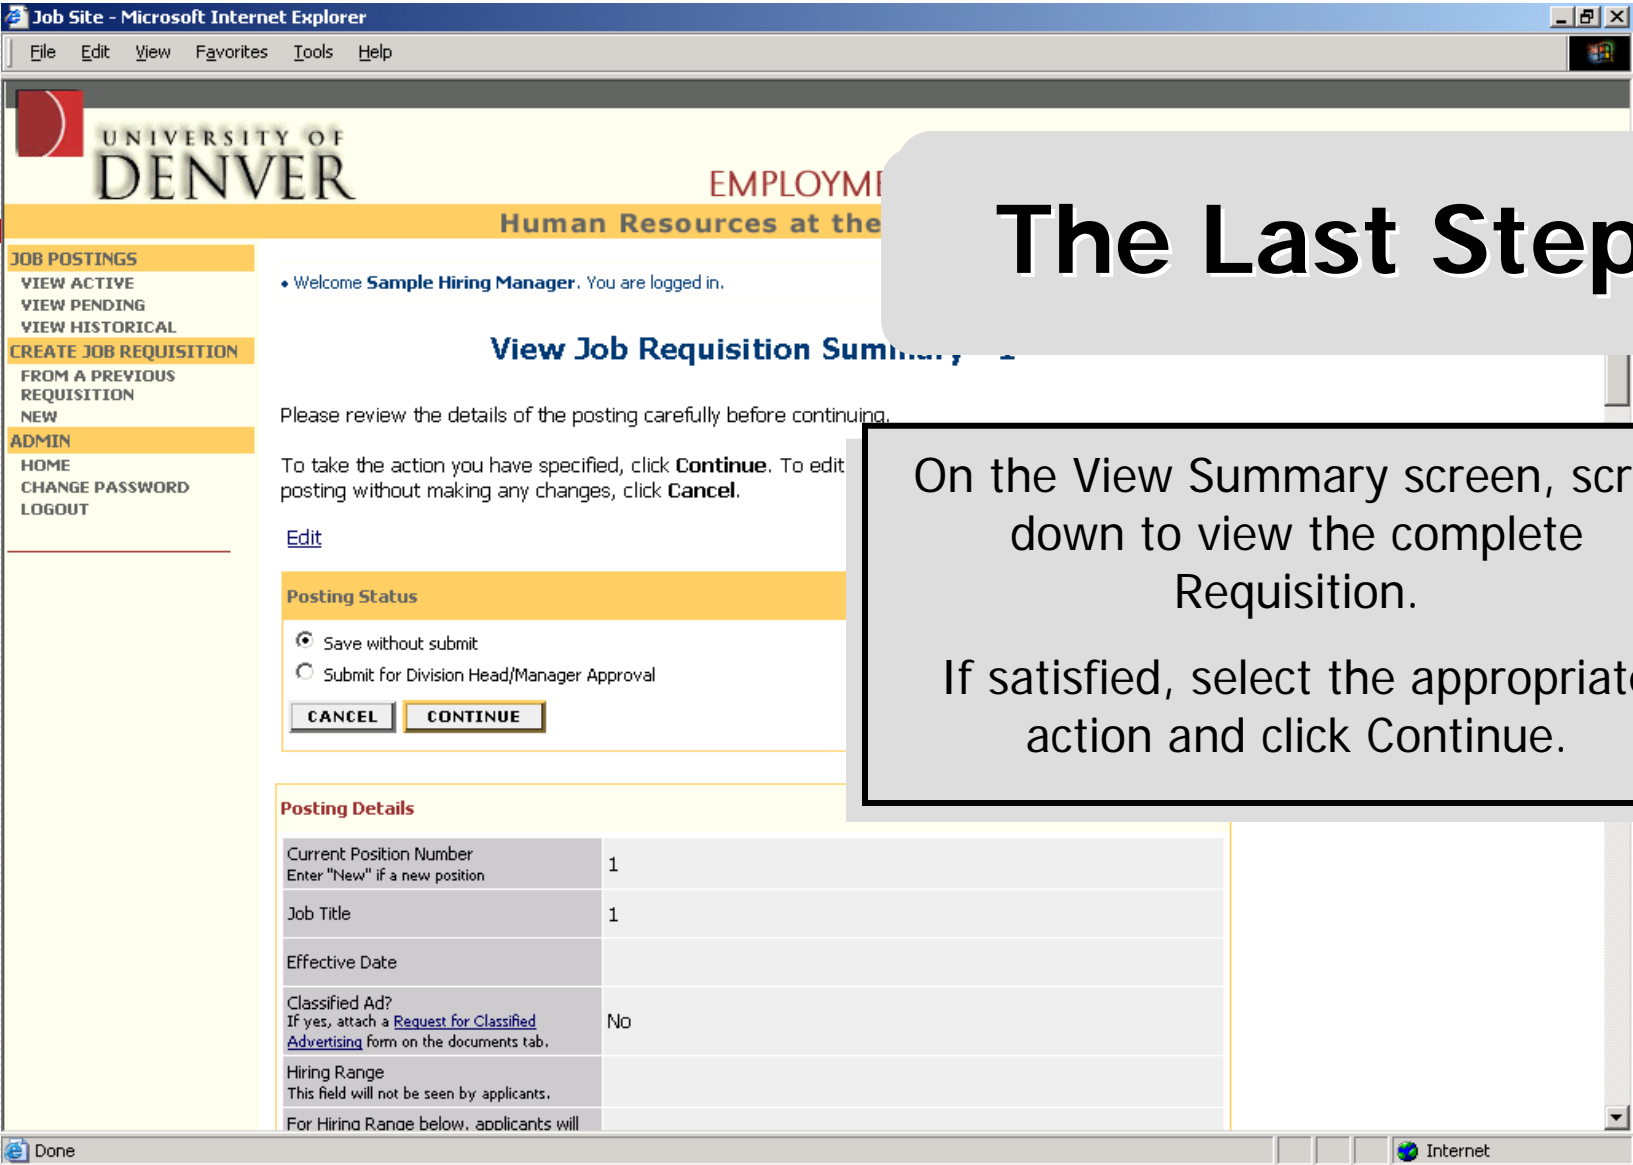 Job Site - Microsoft Internet Explorer
File Edit View Favorites Tools Help
UNIVERSITY OF
DENVER
Human Resources at the
The Last Step
JOB POSTINGS
VIEW ACTIVE
VIEW PENDING
VIEW HISTORICAL
CREATE JOB REQUISITION
FROM A PREVIOUS
REQUISITION
NEW
ADMIN
HOME
CHANGE PASSWORD
LOGOUT
• Welcome Sample Hiring Manager. You are logged in.
View Job Requisition
Please review the details of the posting carefully before continuing.
To take the action you have specified, click Continue. To edit
posting without making any changes, click Cancel.
Edit
On the View Summary screen,
down to view the complete
Requisition.
If satisfied, select the
action and click Continue.
Posting Status
Save without submit
Submit for Division Head/Manager Approval
CANCEL CONTINUE
Posting Details
Current Position Number 1
Enter "New" if a new position
Job Title 1
Effective Date
Classified Ad?
If yes, attach a Request for Classified No
Advertising form on the documents tab.
Hiring Range
This field will not be seen by applicants.
For Hiring Range below, applicants will
Done Internet